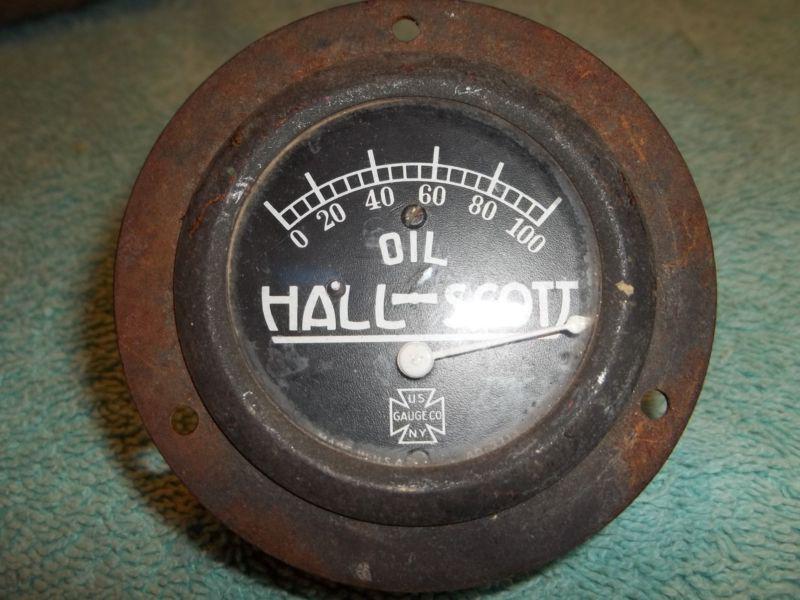 0 20 40 60 80 100
OIL
HALL-SCOTT
US
GAUGE CO
NY